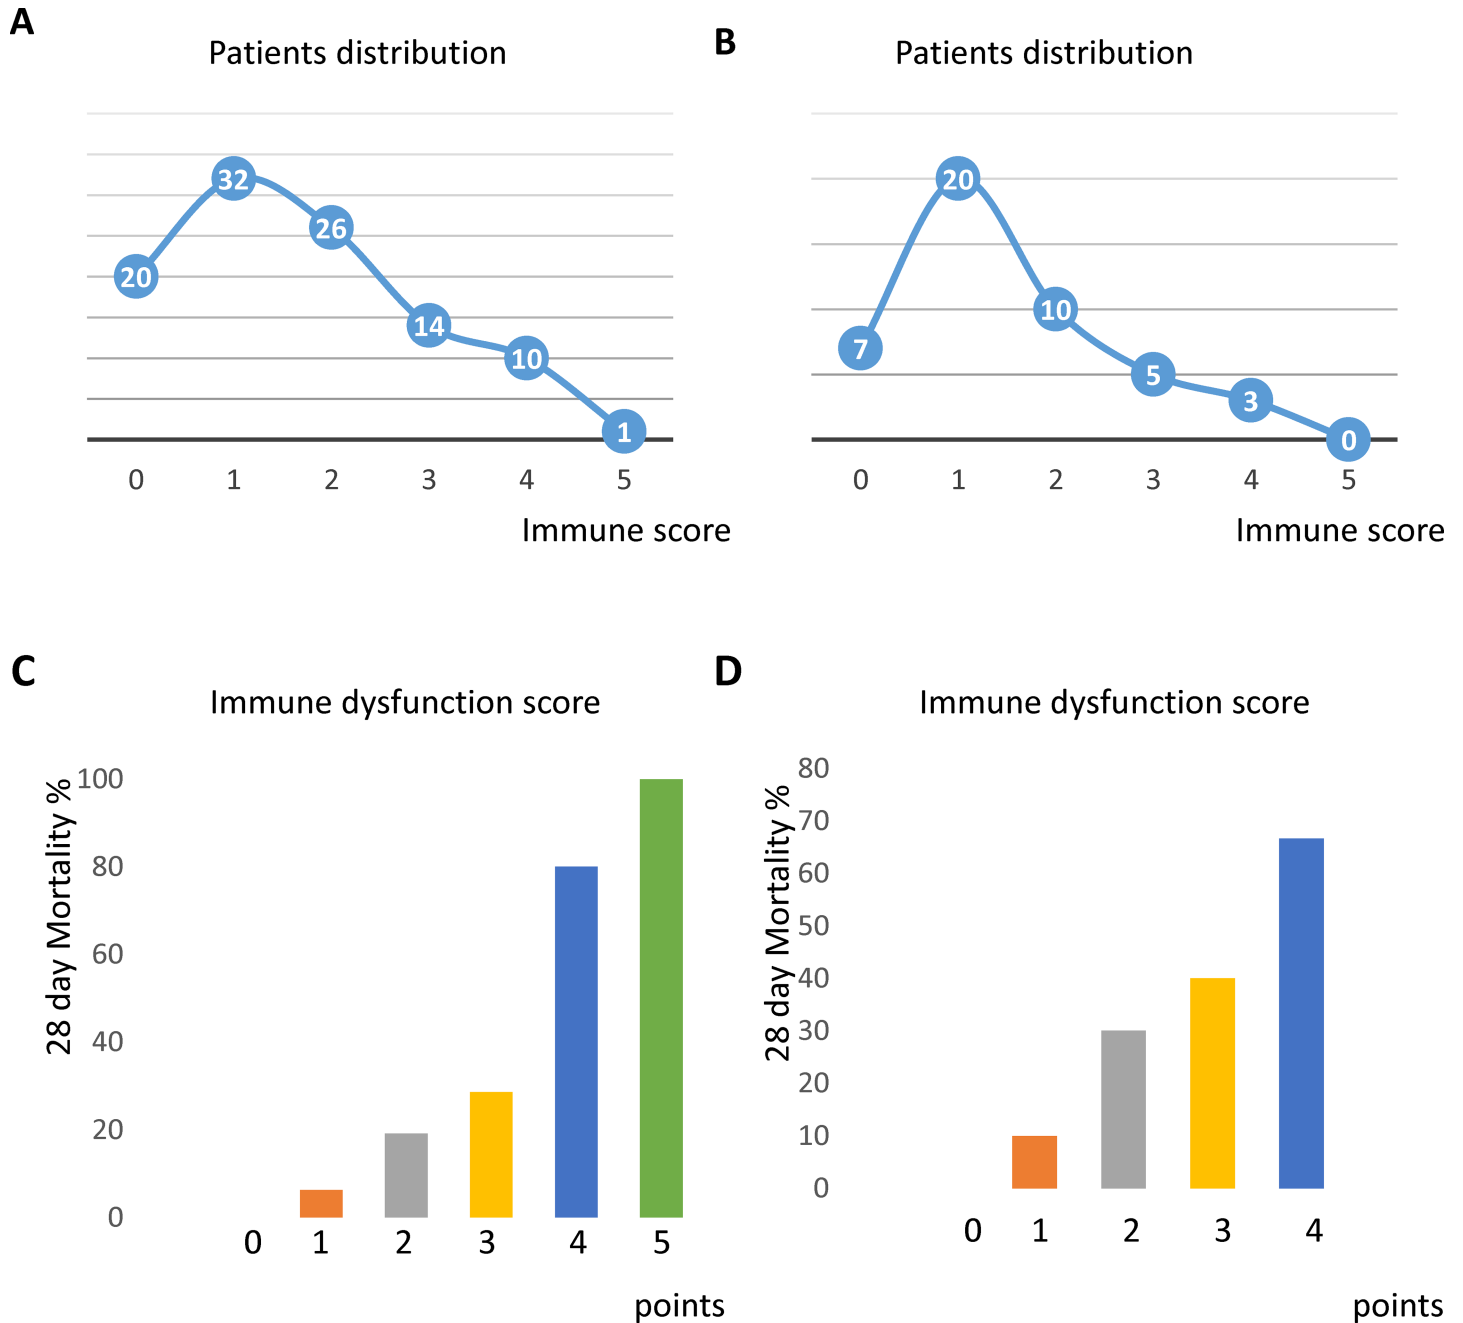 A
Patients distribution
32
26
20
14
10
1
0 1 2 3 4 5
Immune score
B
Patients distribution
20
10
7
5
3
0
0 1 2 3 4 5
Immune score
C
Immune dysfunction score
28 day Mortality %
100
80
60
40
20
0
0 1 2 3 4 5
points
D
Immune dysfunction score
28 day Mortality %
80
70
60
50
40
30
20
10
0
0 1 2 3 4
points